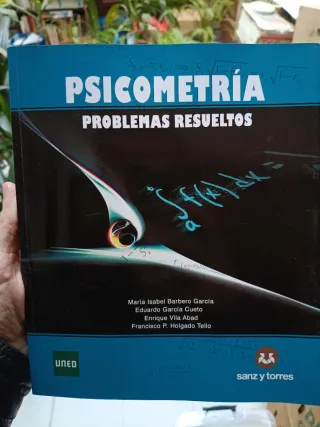 PSICOMETRÍA
PROBLEMAS RESUELTOS
∫ f(x) dx =
a
María Isabel Barbero García
Eduardo García Cueto
Enrique Vila Abad
Francisco P. Holgado Tello
UNED
sanz y torres